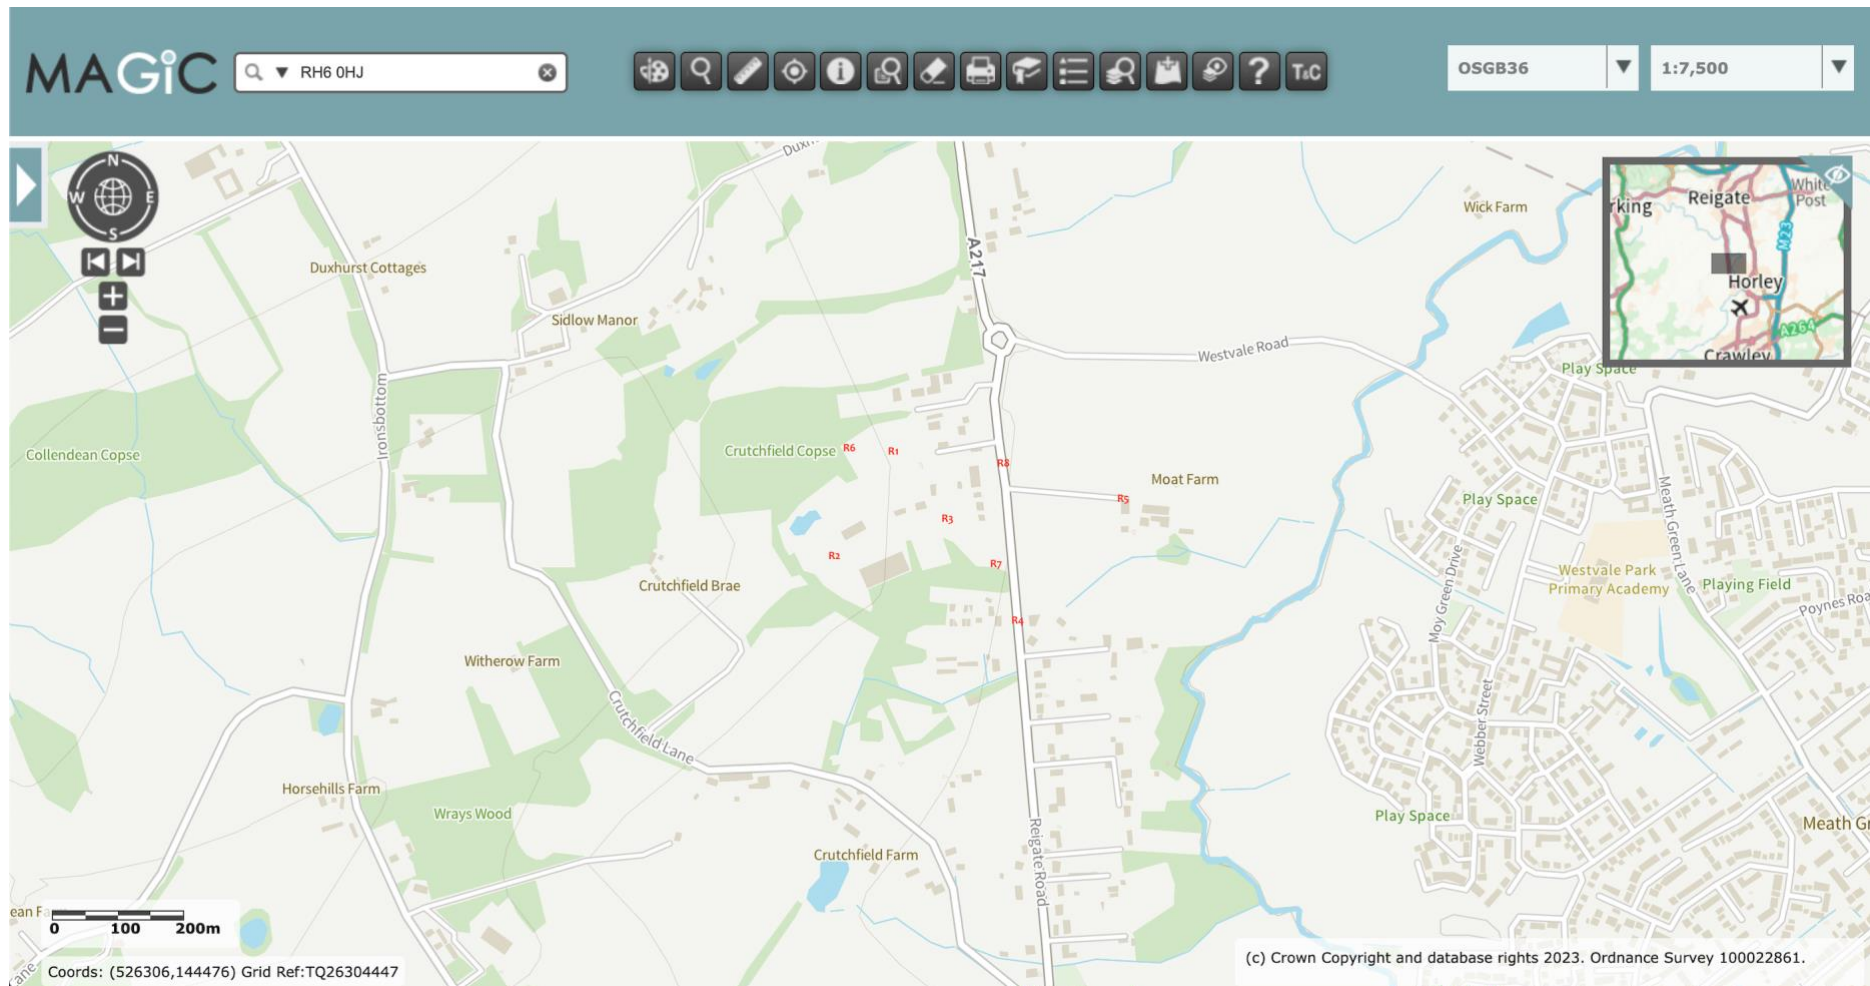 MAGiC
RH6 0HJ
T&C
OSGB36
1:7,500
N
W
E
S
Duxhurst Cottages
Sidlow Manor
A217
Wick Farm
Reigate
White
Post
rking
M23
Horley
A264
Crawley
Westvale Road
Play Space
Ironsbottom
Collendean Copse
Crutchfield Copse
R6
R1
R8
Moat Farm
R5
Play Space
Meath Green Lane
R3
R2
R7
Crutchfield Brae
Moy Green Drive
Westvale Park
Primary Academy
Playing Field
Poynes Roa
R4
Witherow Farm
Crutchfield Lane
Webber Street
Horsehills Farm
Wrays Wood
Play Space
Meath Gr
Crutchfield Farm
Reigate Road
ean Fa
0 100 200m
ane
Coords: (526306,144476) Grid Ref:TQ26304447
(c) Crown Copyright and database rights 2023. Ordnance Survey 100022861.